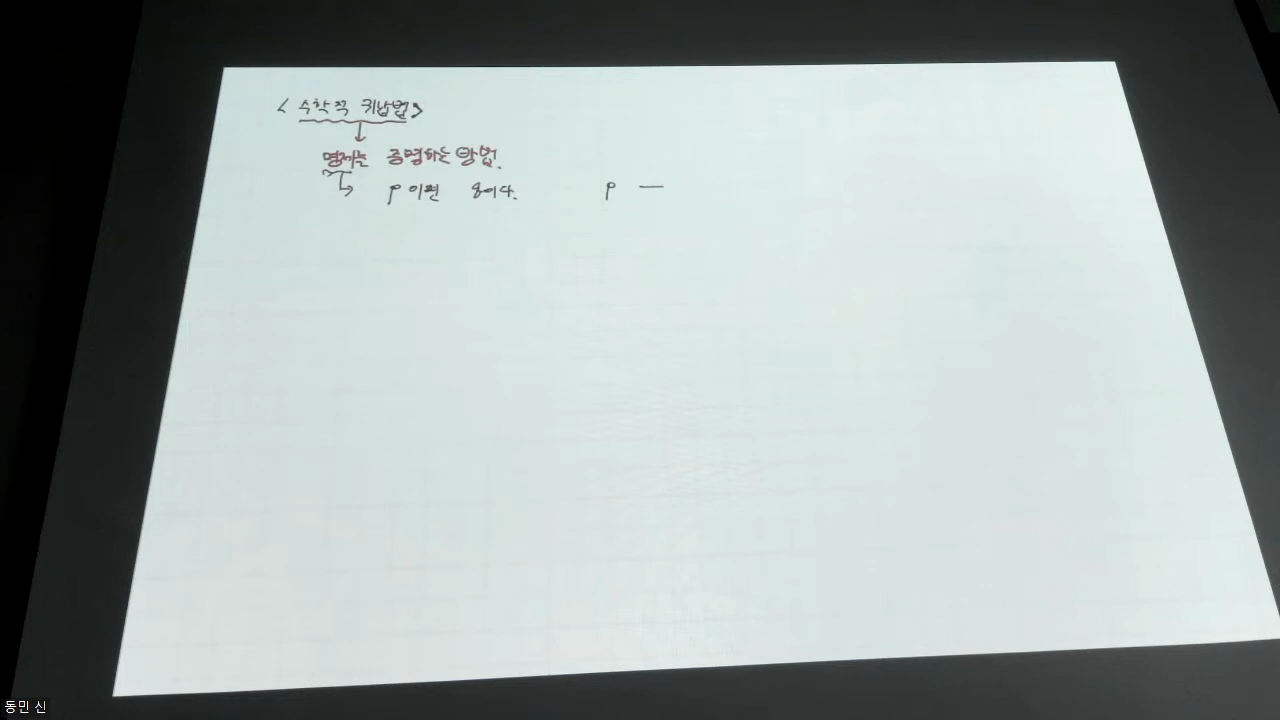 < 수학적 귀납법 >
명제를 증명하는 방법.
p 이면 q이다. p —
동민 신